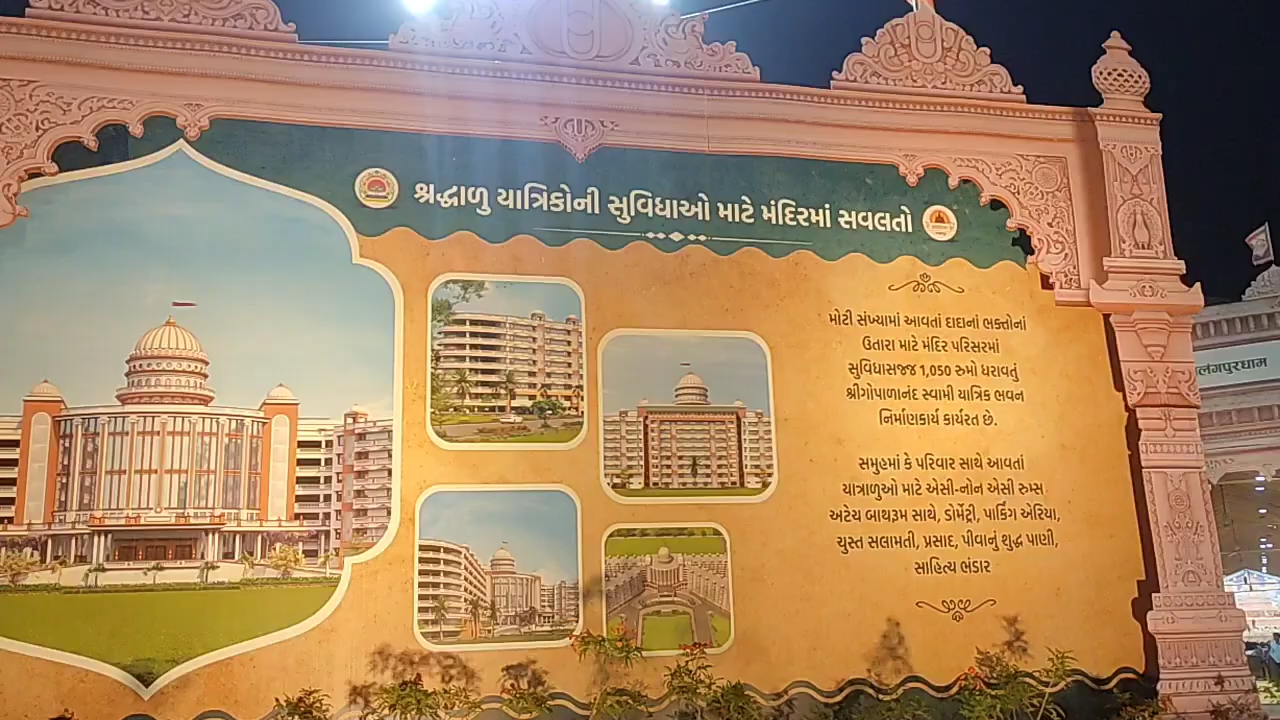 શ્રદ્ધાળુ યાત્રિકોની સુવિધાઓ માટે મંદિરમાં સવલતો
મોટી સંખ્યામાં આવતાં દાદાનાં ભક્તોનાં
ઉતારા માટે મંદિર પરિસરમાં
સુવિધાસજ્જ 1,050 રુમો ધરાવતું
શ્રીગોપાળાનંદ સ્વામી યાત્રિક ભવન
નિર્માણકાર્ય કાર્યરત છે.
સમુહમાં કે પરિવાર સાથે આવતાં
યાત્રાળુઓ માટે એસી-નોન એસી રુમ્સ
અટેચ બાથરૂમ સાથે, ડોર્મેટ્રી, પાર્કિંગ એરિયા,
ચુસ્ત સલામતી, પ્રસાદ, પીવાનું શુદ્ધ પાણી,
સાહિત્ય ભંડાર